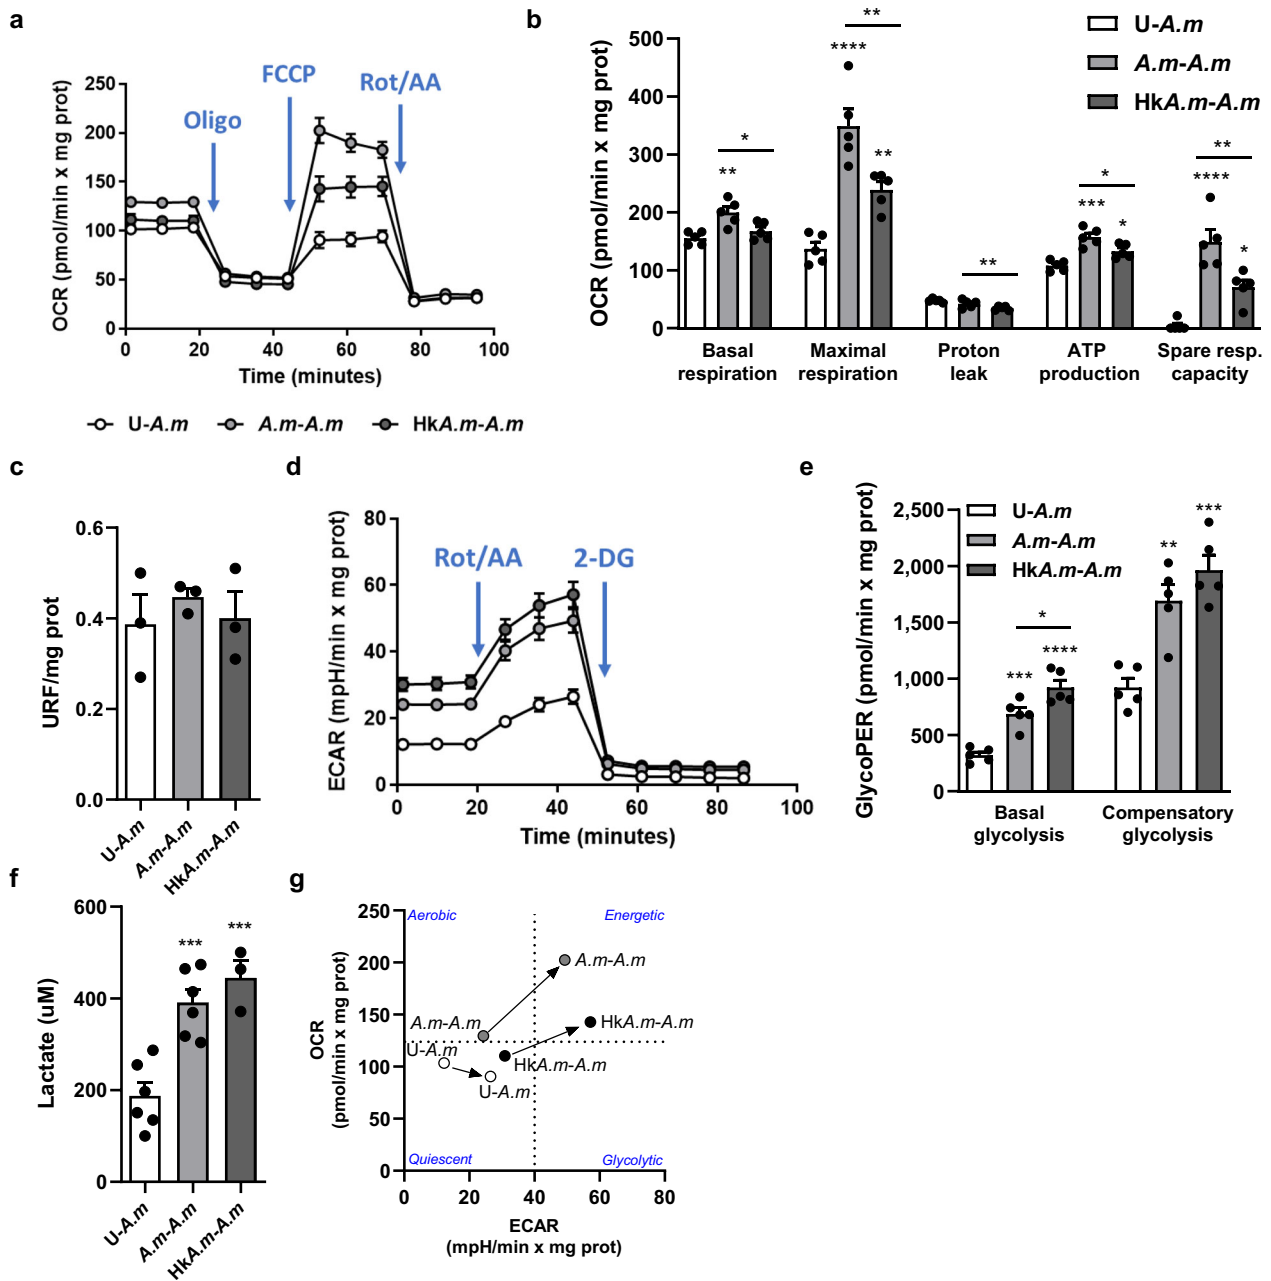 a
OCR (pmol/min x mg prot)
250
200
150
100
50
0
Oligo
FCCP
Rot/AA
0 20 40 60 80 100
Time (minutes)
U-A.m A.m-A.m HkA.m-A.m
b
OCR (pmol/min x mg prot)
500
400
300
200
100
0
U-A.m
A.m-A.m
HkA.m-A.m
*
**
**
****
**
**
*
***
*
**
****
*
Basal respiration
Maximal respiration
Proton leak
ATP production
Spare resp. capacity
c
URF/mg prot
0.6
0.4
0.2
0.0
U-A.m
A.m-A.m
HkA.m-A.m
d
ECAR (mpH/min x mg prot)
80
60
40
20
0
Rot/AA
2-DG
0 20 40 60 80 100
Time (minutes)
e
GlycoPER (pmol/min x mg prot)
2,500
2,000
1,500
1,000
500
0
U-A.m
A.m-A.m
HkA.m-A.m
*
***
****
**
***
Basal glycolysis
Compensatory glycolysis
f
Lactate (uM)
600
400
200
0
***
***
U-A.m
A.m-A.m
HkA.m-A.m
g
OCR
(pmol/min x mg prot)
250
200
150
100
50
0
Aerobic
Energetic
A.m-A.m
A.m-A.m
HkA.m-A.m
U-A.m
HkA.m-A.m
U-A.m
Quiescent
Glycolytic
0 20 40 60 80
ECAR
(mpH/min x mg prot)